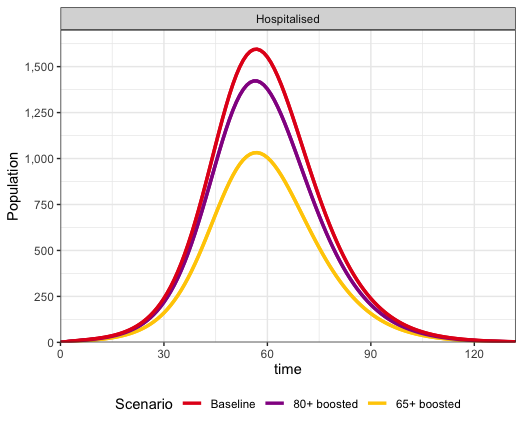 Hospitalised
Population
1,500
1,250
1,000
750
500
250
0
0 30 60 90 120
time
Scenario Baseline 80+ boosted 65+ boosted